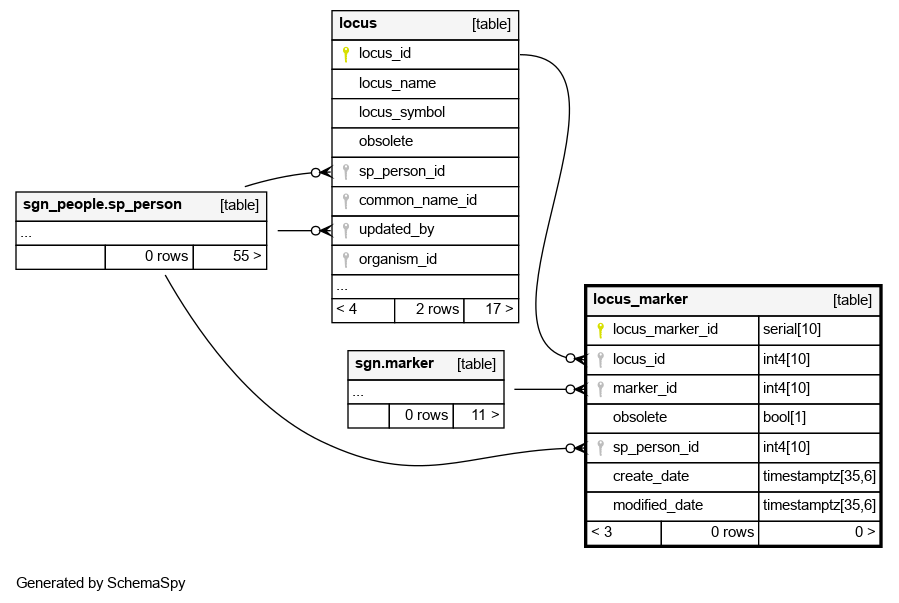 locus [table]
locus_id
locus_name
locus_symbol
obsolete
sp_person_id
common_name_id
updated_by
organism_id
...
< 4 2 rows 17 >
sgn_people.sp_person [table]
...
0 rows 55 >
sgn.marker [table]
...
0 rows 11 >
locus_marker [table]
locus_marker_id serial[10]
locus_id int4[10]
marker_id int4[10]
obsolete bool[1]
sp_person_id int4[10]
create_date timestamptz[35,6]
modified_date timestamptz[35,6]
< 3 0 rows 0 >
Generated by SchemaSpy